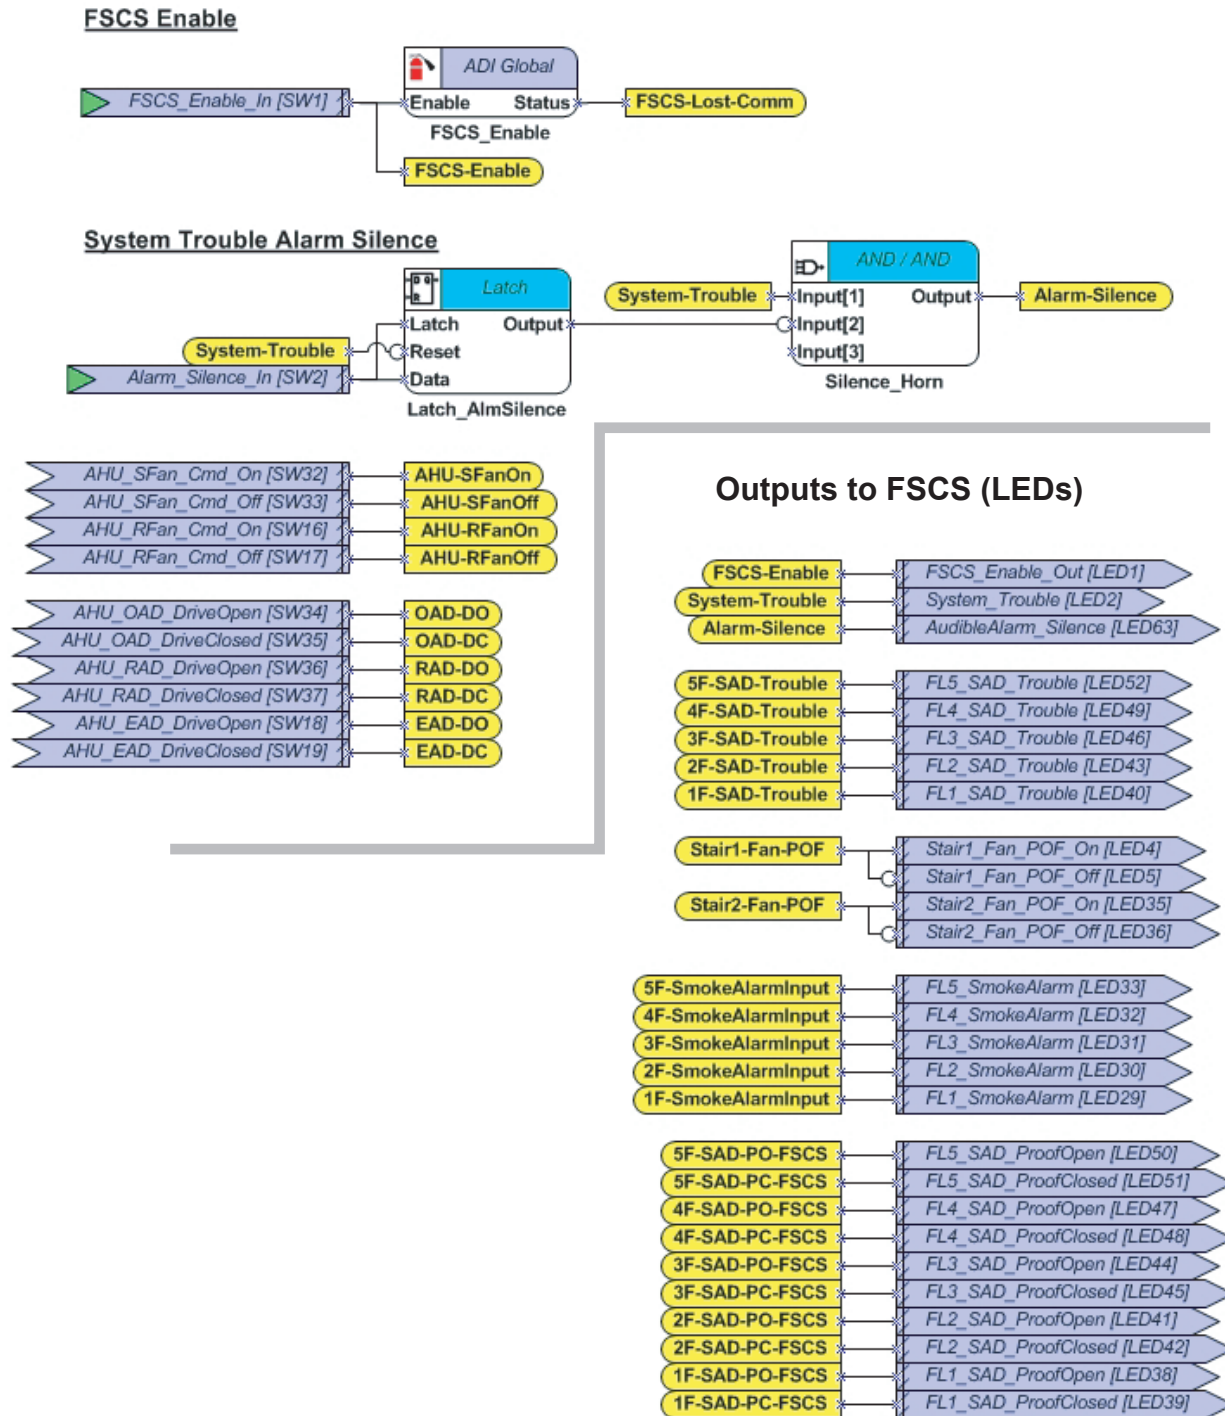 FSCS Enable
ADI Global
FSCS_Enable_In [SW1]
Enable Status
FSCS-Lost-Comm
FSCS_Enable
FSCS-Enable
System Trouble Alarm Silence
AND / AND
Latch
System-Trouble
Input[1] Output
Alarm-Silence
Latch Output
Input[2]
System-Trouble
Reset
Input[3]
Alarm_Silence_In [SW2]
Data
Silence_Horn
Latch_AlmSilence
AHU_SFan_Cmd_On [SW32] AHU-SFanOn
AHU_SFan_Cmd_Off [SW33] AHU-SFanOff
AHU_RFan_Cmd_On [SW16] AHU-RFanOn
AHU_RFan_Cmd_Off [SW17] AHU-RFanOff
AHU_OAD_DriveOpen [SW34] OAD-DO
AHU_OAD_DriveClosed [SW35] OAD-DC
AHU_RAD_DriveOpen [SW36] RAD-DO
AHU_RAD_DriveClosed [SW37] RAD-DC
AHU_EAD_DriveOpen [SW18] EAD-DO
AHU_EAD_DriveClosed [SW19] EAD-DC
Outputs to FSCS (LEDs)
FSCS-Enable FSCS_Enable_Out [LED1]
System-Trouble System_Trouble [LED2]
Alarm-Silence AudibleAlarm_Silence [LED63]
5F-SAD-Trouble FL5_SAD_Trouble [LED52]
4F-SAD-Trouble FL4_SAD_Trouble [LED49]
3F-SAD-Trouble FL3_SAD_Trouble [LED46]
2F-SAD-Trouble FL2_SAD_Trouble [LED43]
1F-SAD-Trouble FL1_SAD_Trouble [LED40]
Stair1-Fan-POF Stair1_Fan_POF_On [LED4]
Stair1_Fan_POF_Off [LED5]
Stair2-Fan-POF Stair2_Fan_POF_On [LED35]
Stair2_Fan_POF_Off [LED36]
5F-SmokeAlarmInput FL5_SmokeAlarm [LED33]
4F-SmokeAlarmInput FL4_SmokeAlarm [LED32]
3F-SmokeAlarmInput FL3_SmokeAlarm [LED31]
2F-SmokeAlarmInput FL2_SmokeAlarm [LED30]
1F-SmokeAlarmInput FL1_SmokeAlarm [LED29]
5F-SAD-PO-FSCS FL5_SAD_ProofOpen [LED50]
5F-SAD-PC-FSCS FL5_SAD_ProofClosed [LED51]
4F-SAD-PO-FSCS FL4_SAD_ProofOpen [LED47]
4F-SAD-PC-FSCS FL4_SAD_ProofClosed [LED48]
3F-SAD-PO-FSCS FL3_SAD_ProofOpen [LED44]
3F-SAD-PC-FSCS FL3_SAD_ProofClosed [LED45]
2F-SAD-PO-FSCS FL2_SAD_ProofOpen [LED41]
2F-SAD-PC-FSCS FL2_SAD_ProofClosed [LED42]
1F-SAD-PO-FSCS FL1_SAD_ProofOpen [LED38]
1F-SAD-PC-FSCS FL1_SAD_ProofClosed [LED39]